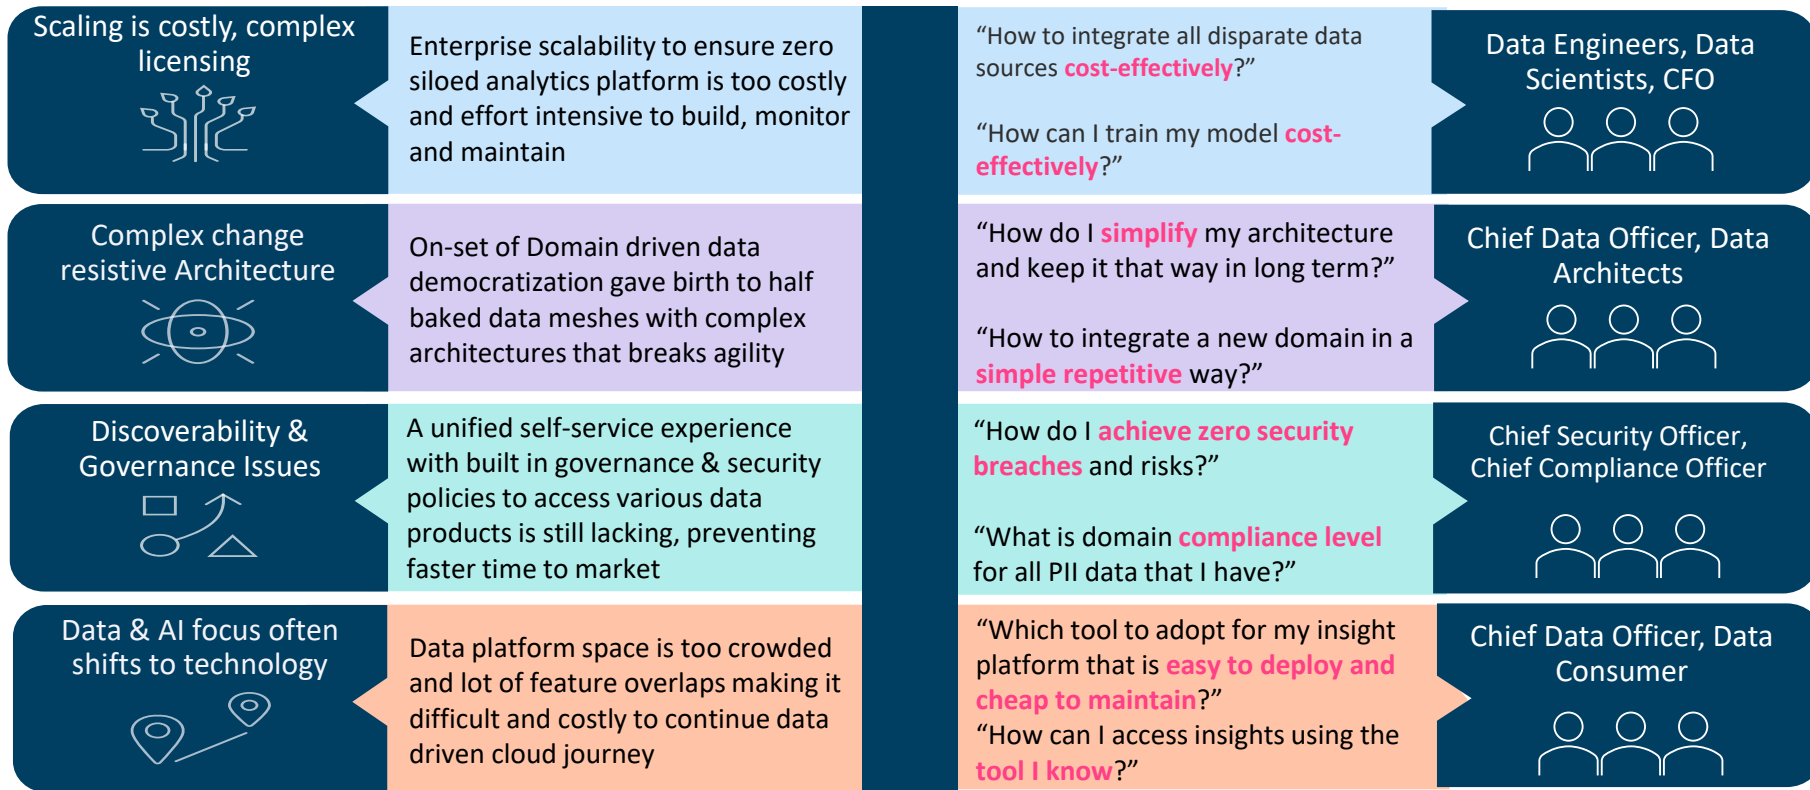 Scaling is costly, complex
licensing
Enterprise scalability to ensure zero
siloed analytics platform is too costly
and effort intensive to build, monitor
and maintain
“How to integrate all disparate data
sources cost-effectively?”
“How can I train my model cost-
effectively?”
Data Engineers, Data
Scientists, CFO
Complex change
resistive Architecture
On-set of Domain driven data
democratization gave birth to half
baked data meshes with complex
architectures that breaks agility
“How do I simplify my architecture
and keep it that way in long term?”
“How to integrate a new domain in a
simple repetitive way?”
Chief Data Officer, Data
Architects
Discoverability &
Governance Issues
A unified self-service experience
with built in governance & security
policies to access various data
products is still lacking, preventing
faster time to market
“How do I achieve zero security
breaches and risks?”
“What is domain compliance level
for all PII data that I have?”
Chief Security Officer,
Chief Compliance Officer
Data & AI focus often
shifts to technology
Data platform space is too crowded
and lot of feature overlaps making it
difficult and costly to continue data
driven cloud journey
“Which tool to adopt for my insight
platform that is easy to deploy and
cheap to maintain?”
“How can I access insights using the
tool I know?”
Chief Data Officer, Data
Consumer